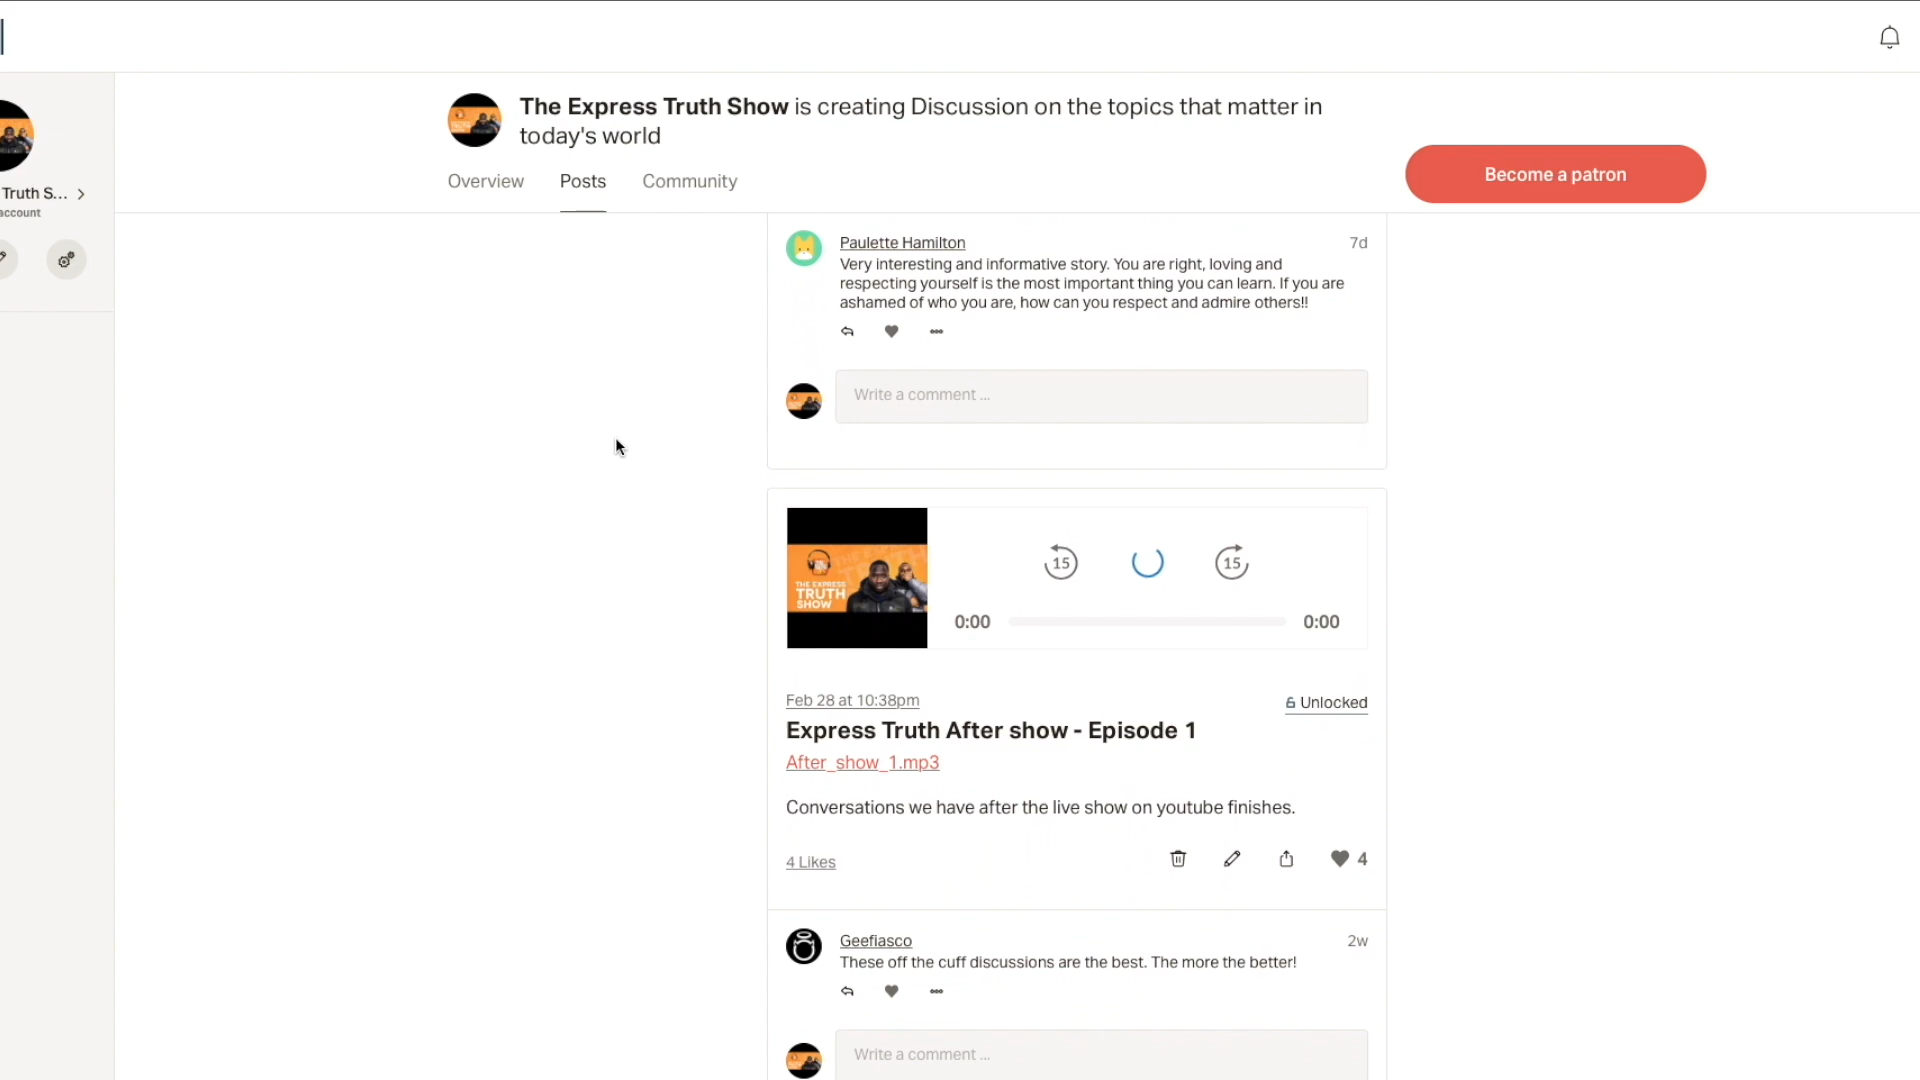 The Express Truth Show is creating Discussion on the topics that matter in
today's world
Become a patron
Truth S...
account
Overview
Posts
Community
Paulette Hamilton
7d
Very interesting and informative story. You are right, loving and
respecting yourself is the most important thing you can learn. If you are
ashamed of who you are, how can you respect and admire others!!
Write a comment ...
THE EXPRESS
TRUTH
SHOW
15
15
0:00
0:00
Feb 28 at 10:38pm
Unlocked
Express Truth After show - Episode 1
After_show_1.mp3
Conversations we have after the live show on youtube finishes.
4 Likes
4
Geefiasco
2w
These off the cuff discussions are the best. The more the better!
Write a comment ...